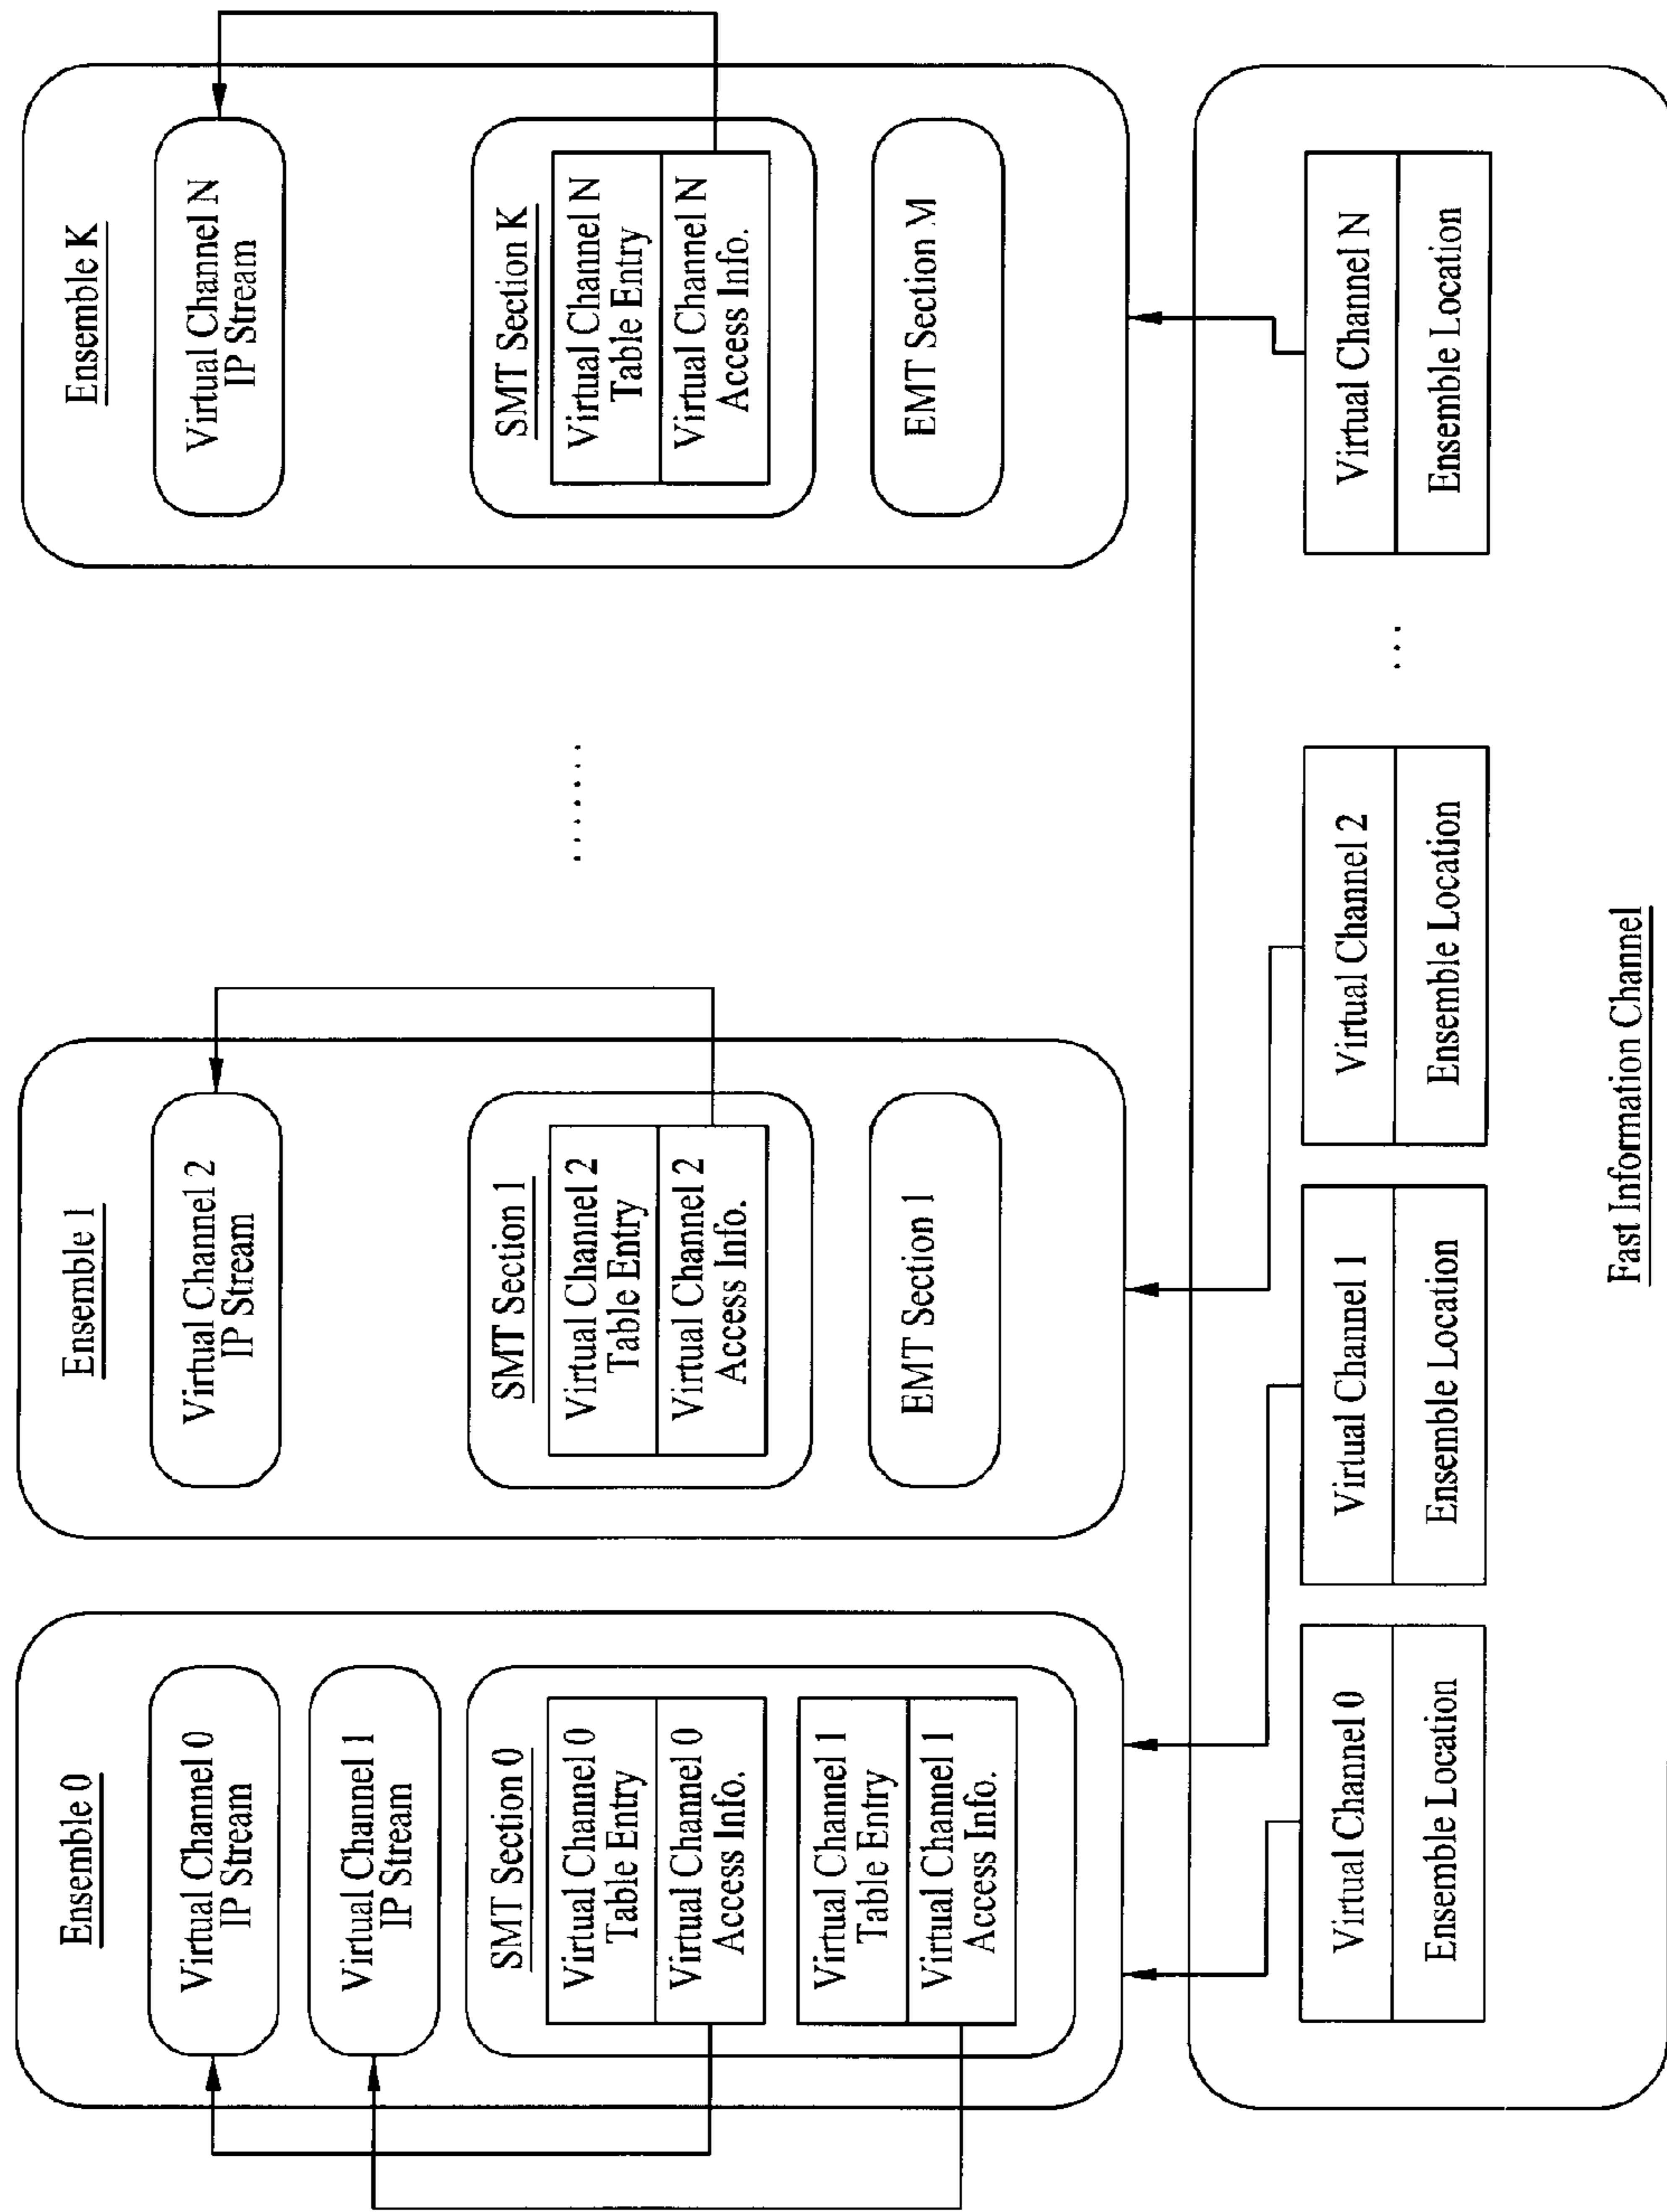 Ensemble 0
Virtual Channel 0
IP Stream
Virtual Channel 1
IP Stream
SMT Section 0
Virtual Channel 0
Table Entry
Virtual Channel 0
Access Info.
Virtual Channel 1
Table Entry
Virtual Channel 1
Access Info.
Ensemble 1
Virtual Channel 2
IP Stream
SMT Section 1
Virtual Channel 2
Table Entry
Virtual Channel 2
Access Info.
EMT Section 1
.......
Ensemble K
Virtual Channel N
IP Stream
SMT Section K
Virtual Channel N
Table Entry
Virtual Channel N
Access Info.
EMT Section M
Virtual Channel 0
Ensemble Location
Virtual Channel 1
Ensemble Location
Virtual Channel 2
Ensemble Location
...
Virtual Channel N
Ensemble Location
Fast Information Channel